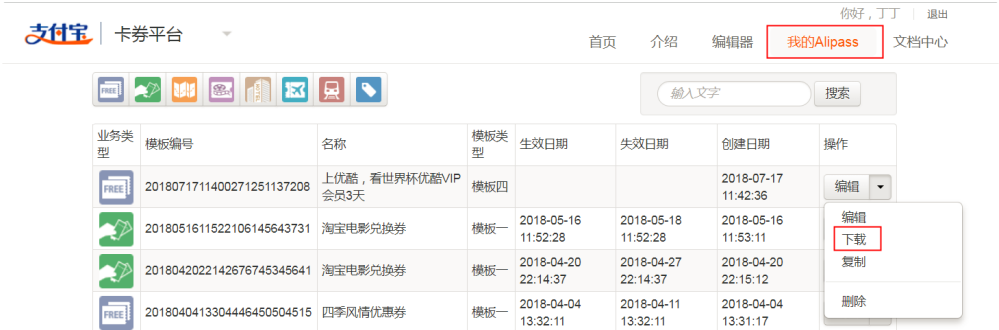 你好，丁丁 退出
支付宝 卡券平台
首页 介绍 编辑器 我的Alipass 文档中心
FREE 输入文字 搜索
业务类型 模板编号 名称 模板类型 生效日期 失效日期 创建日期 操作
FREE 2018071711400271251137208 上优酷，看世界杯优酷VIP会员3天 模板四 2018-07-17 11:42:36 编辑
编辑
下载
复制
删除
2018051611522106145643731 淘宝电影兑换券 模板一 2018-05-16 11:52:28 2018-05-18 11:52:28 2018-05-16 11:53:11
2018042022142676745345641 淘宝电影兑换券 模板一 2018-04-20 22:14:37 2018-04-27 22:14:37 2018-04-20 22:15:12
FREE 2018040413304446450504515 四季风情优惠券 模板一 2018-04-04 13:32:11 2018-04-11 13:32:11 2018-04-04 13:31:17